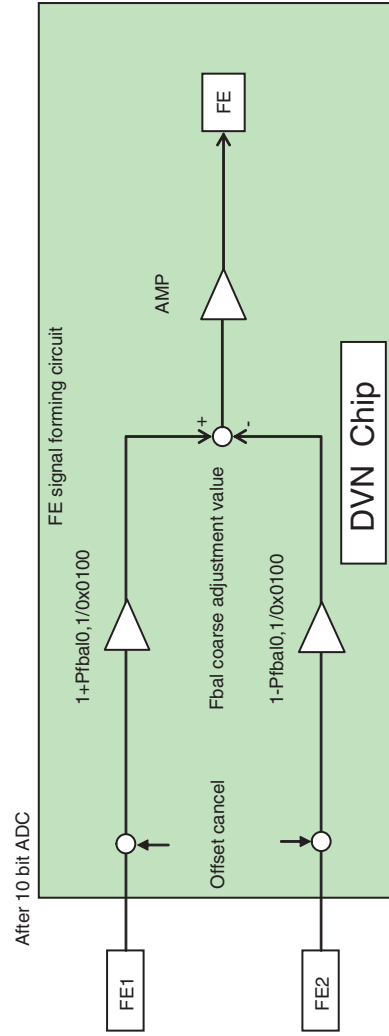 After 10 bit ADC
FE signal forming circuit
FE1
1+Pfbal0,1/0x0100
AMP
+
FE
Offset cancel
Fbal coarse adjustment value
-
FE2
1-Pfbal0,1/0x0100
DVN Chip